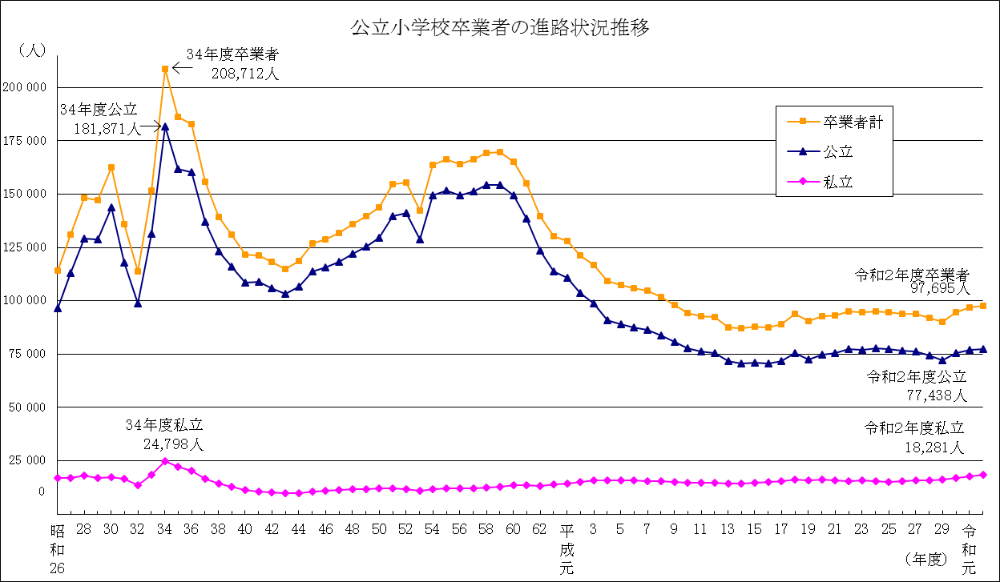 公立小学校卒業者の進路状況推移
（人）
34年度卒業者
208,712人
200 000
34年度公立
181,871人
卒業者計
175 000
公立
150 000
私立
125 000
令和2年度卒業者
97,695人
100 000
75 000
令和2年度公立
77,438人
50 000
34年度私立
24,798人
令和2年度私立
18,281人
25 000
0
昭和26 28 30 32 34 36 38 40 42 44 46 48 50 52 54 56 58 60 62 平成元 3 5 7 9 11 13 15 17 19 21 23 25 27 29 令和元
（年度）